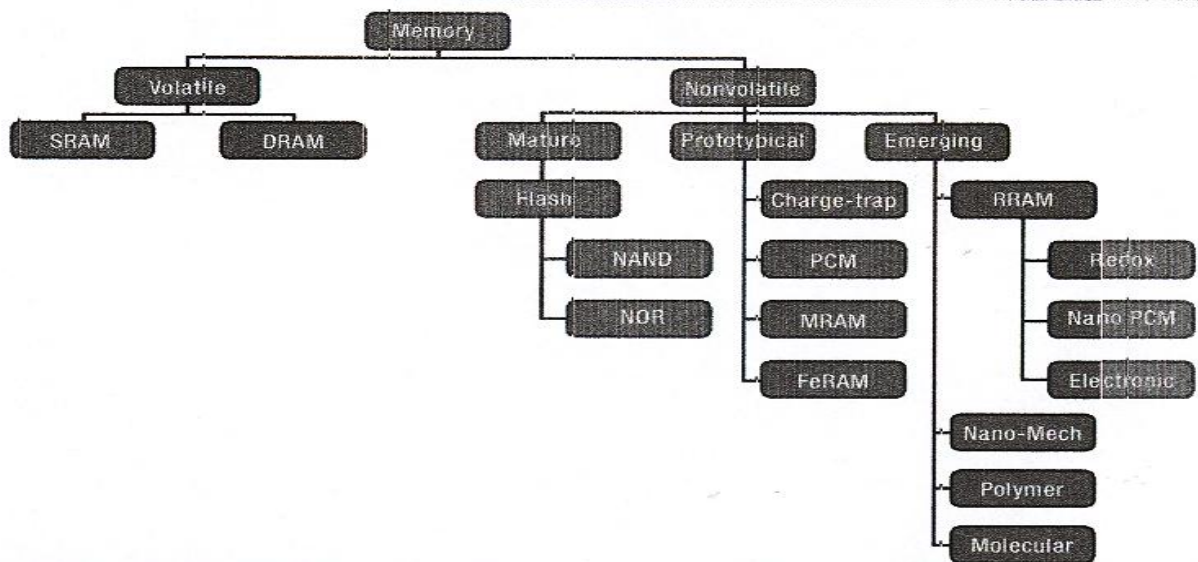 Memory
Volatile
Nonvolatile
SRAM
DRAM
Mature
Prototypical
Emerging
Flash
Charge-trap
RRAM
NAND
PCM
Redox
NOR
MRAM
Nano PCM
FeRAM
Electronic
Nano-Mech
Polymer
Molecular